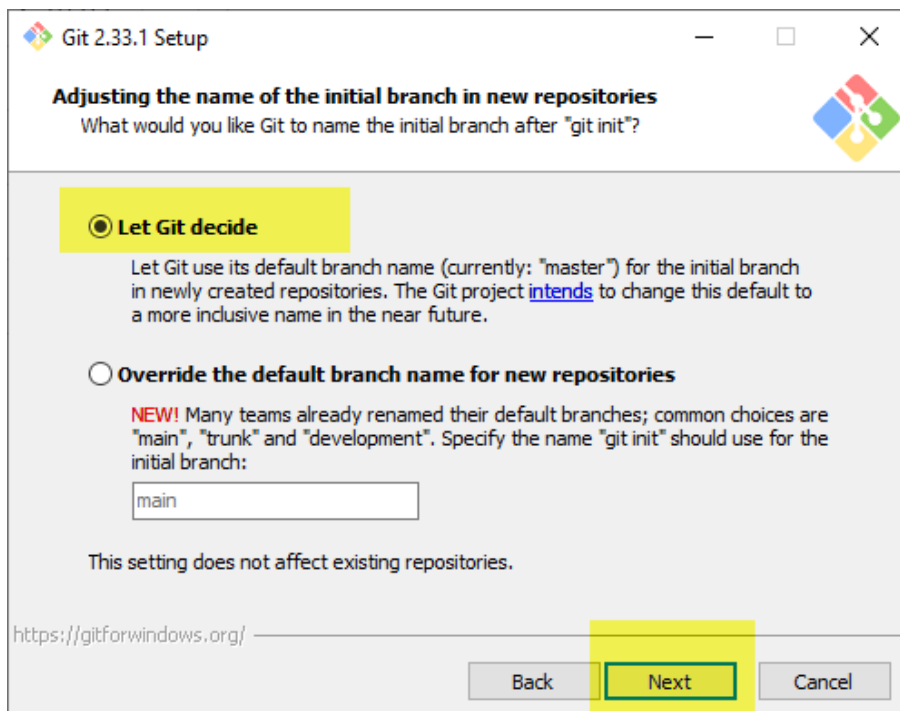 Git 2.33.1 Setup
Adjusting the name of the initial branch in new repositories
What would you like Git to name the initial branch after "git init"?
Let Git decide
Let Git use its default branch name (currently: "master") for the initial branch
in newly created repositories. The Git project intends to change this default to
a more inclusive name in the near future.
Override the default branch name for new repositories
NEW! Many teams already renamed their default branches; common choices are
"main", "trunk" and "development". Specify the name "git init" should use for the
initial branch:
main
This setting does not affect existing repositories.
https://gitforwindows.org/
Back Next Cancel